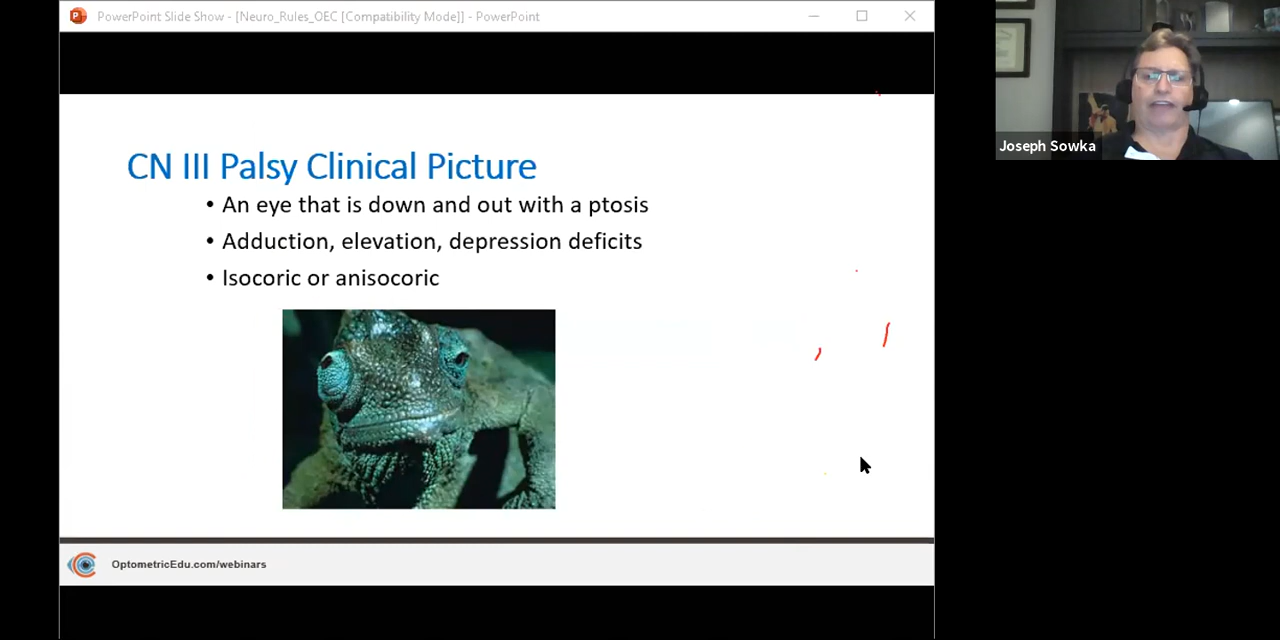 PowerPoint Slide Show - [Neuro_Rules_OEC [Compatibility Mode]] - PowerPoint
Joseph Sowka
CN III Palsy Clinical Picture
• An eye that is down and out with a ptosis
• Adduction, elevation, depression deficits
• Isocoric or anisocoric
OptometricEdu.com/webinars